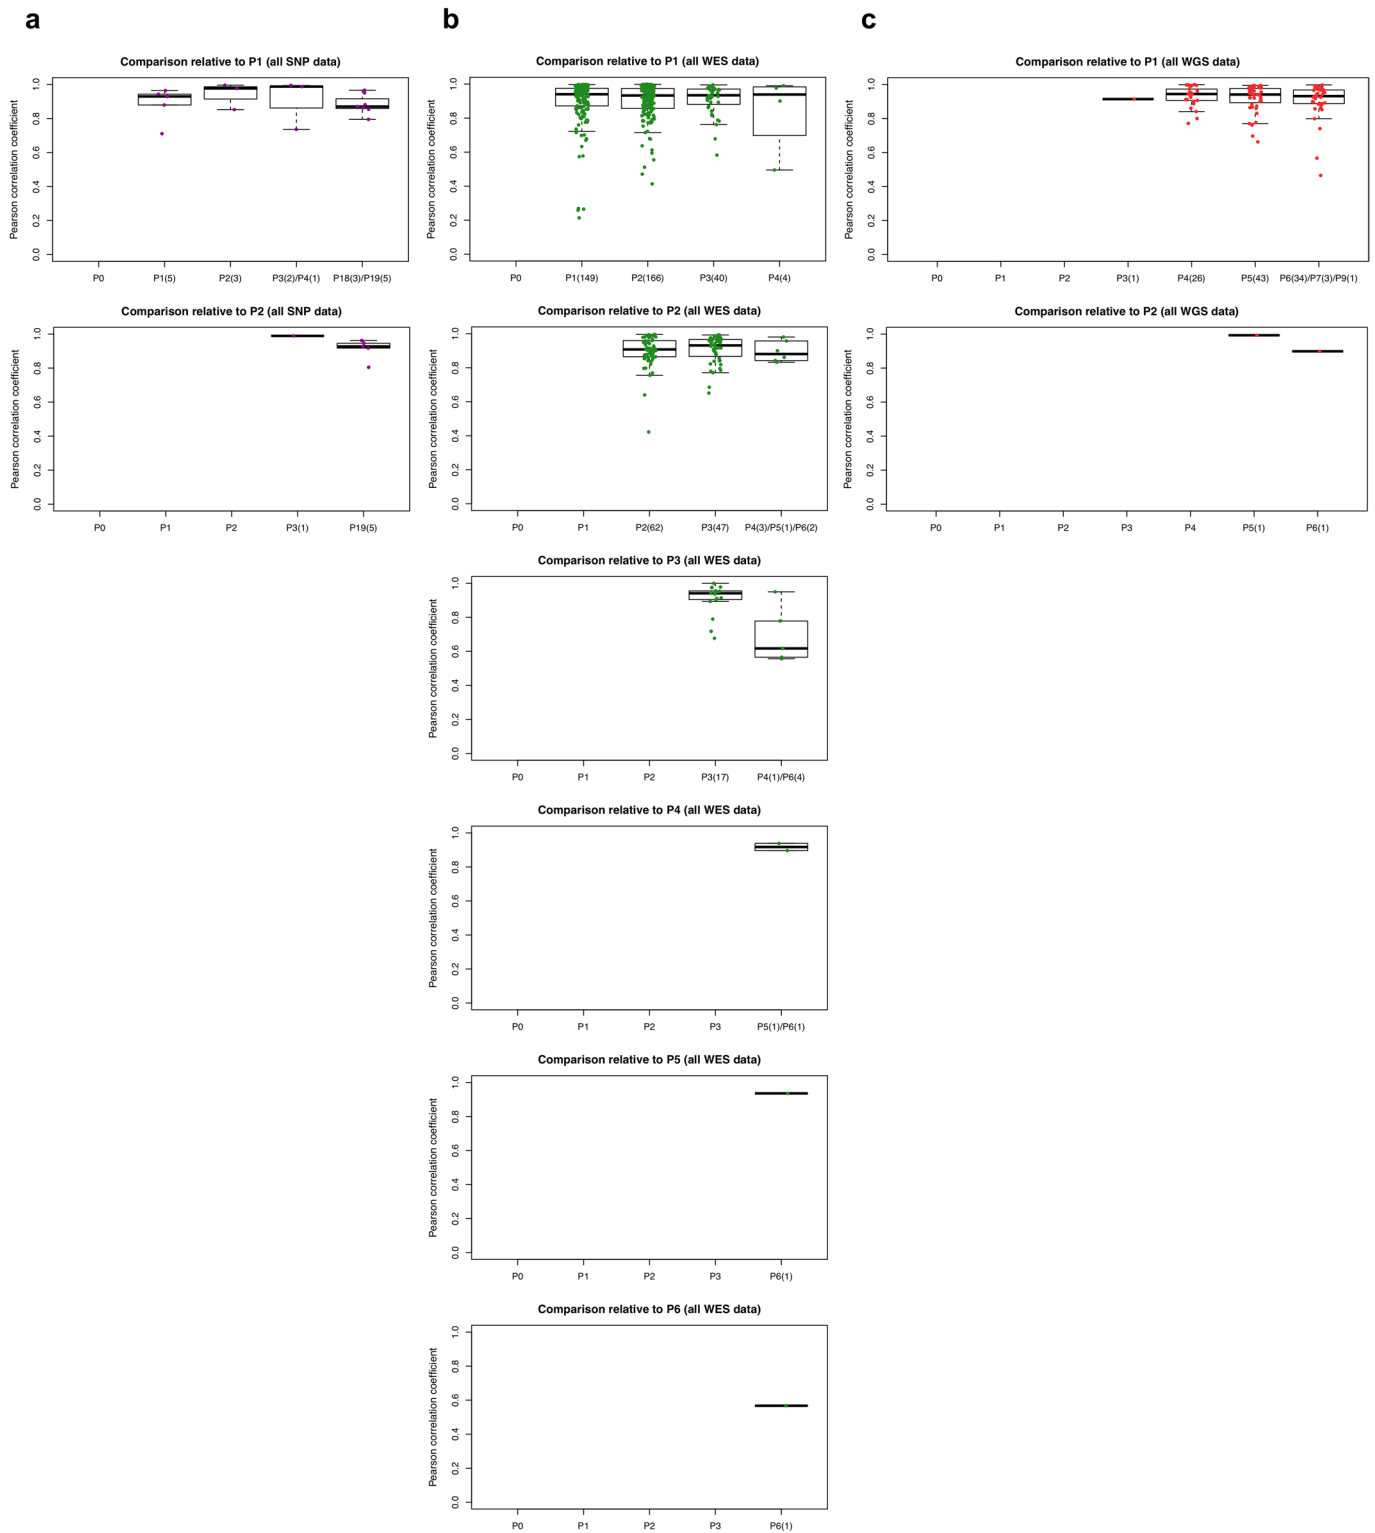 a
b
c
Comparison relative to P1 (all SNP data)
Pearson correlation coefficient
0.0 0.2 0.4 0.6 0.8 1.0
P0 P1(5) P2(3) P3(2)/P4(1) P18(3)/P19(5)
Comparison relative to P2 (all SNP data)
Pearson correlation coefficient
0.0 0.2 0.4 0.6 0.8 1.0
P0 P1 P2 P3(1) P19(5)
Comparison relative to P1 (all WES data)
Pearson correlation coefficient
0.0 0.2 0.4 0.6 0.8 1.0
P0 P1(149) P2(166) P3(40) P4(4)
Comparison relative to P2 (all WES data)
Pearson correlation coefficient
0.0 0.2 0.4 0.6 0.8 1.0
P0 P1 P2(62) P3(47) P4(3)/P5(1)/P6(2)
Comparison relative to P3 (all WES data)
Pearson correlation coefficient
0.0 0.2 0.4 0.6 0.8 1.0
P0 P1 P2 P3(17) P4(1)/P6(4)
Comparison relative to P4 (all WES data)
Pearson correlation coefficient
0.0 0.2 0.4 0.6 0.8 1.0
P0 P1 P2 P3 P5(1)/P6(1)
Comparison relative to P5 (all WES data)
Pearson correlation coefficient
0.0 0.2 0.4 0.6 0.8 1.0
P0 P1 P2 P3 P6(1)
Comparison relative to P6 (all WES data)
Pearson correlation coefficient
0.0 0.2 0.4 0.6 0.8 1.0
P0 P1 P2 P3 P6(1)
Comparison relative to P1 (all WGS data)
Pearson correlation coefficient
0.0 0.2 0.4 0.6 0.8 1.0
P0 P1 P2 P3(1) P4(26) P5(43) P6(34)/P7(3)/P9(1)
Comparison relative to P2 (all WGS data)
Pearson correlation coefficient
0.0 0.2 0.4 0.6 0.8 1.0
P0 P1 P2 P3 P4 P5(1) P6(1)